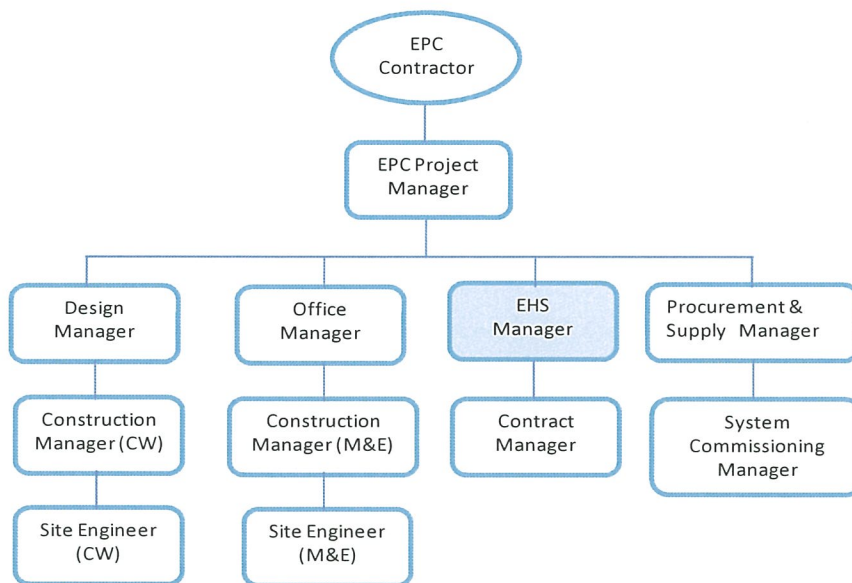 EPC
Contractor
EPC Project
Manager
Design
Manager
Office
Manager
EHS
Manager
Procurement &
Supply Manager
Construction
Manager (CW)
Construction
Manager (M&E)
Contract
Manager
System
Commissioning
Manager
Site Engineer
(CW)
Site Engineer
(M&E)